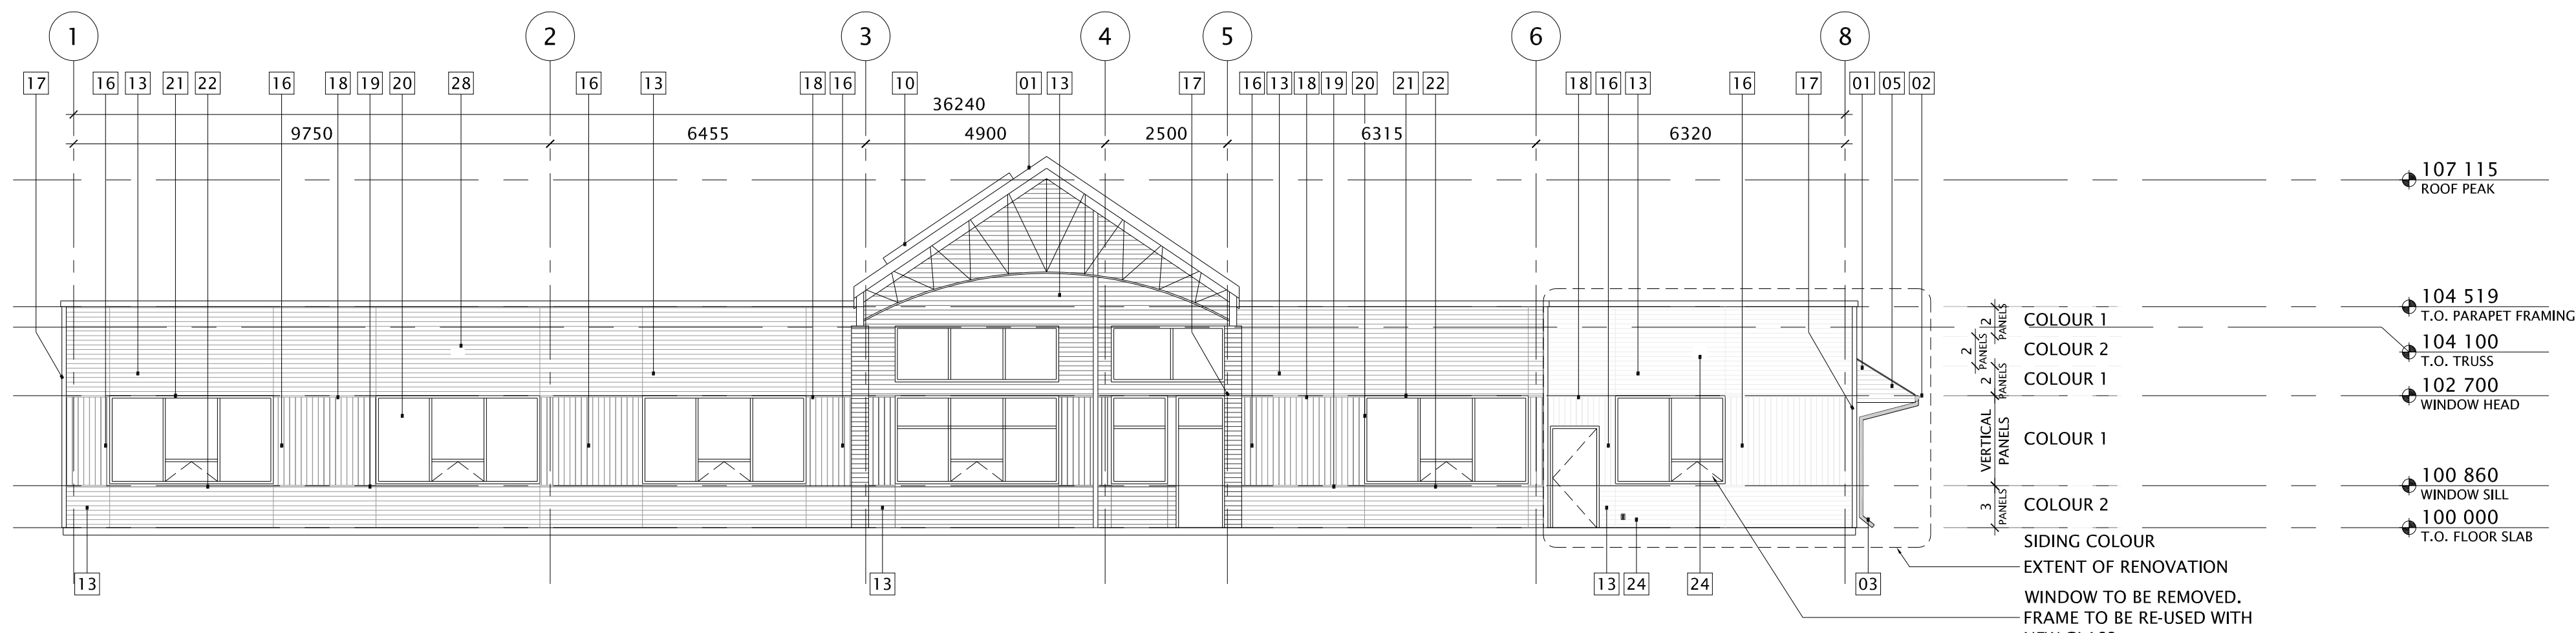 1 2 3 4 5 6 8
17 16 13 21 22 16 18 19 20 28 16 13 18 16 10 01 13 17 16 13 18 19 20 21 22 18 16 13 16 17 01 05 02
36240
9750 6455 4900 2500 6315 6320
107 115
ROOF PEAK
104 519
T.O. PARAPET FRAMING
104 100
T.O. TRUSS
102 700
WINDOW HEAD
100 860
WINDOW SILL
100 000
T.O. FLOOR SLAB
2 PANELS COLOUR 1
2 PANELS COLOUR 2
2 PANELS COLOUR 1
VERTICAL PANELS COLOUR 1
3 PANELS COLOUR 2
SIDING COLOUR
EXTENT OF RENOVATION
13 13 13 24 24 03
WINDOW TO BE REMOVED.
FRAME TO BE RE-USED WITH